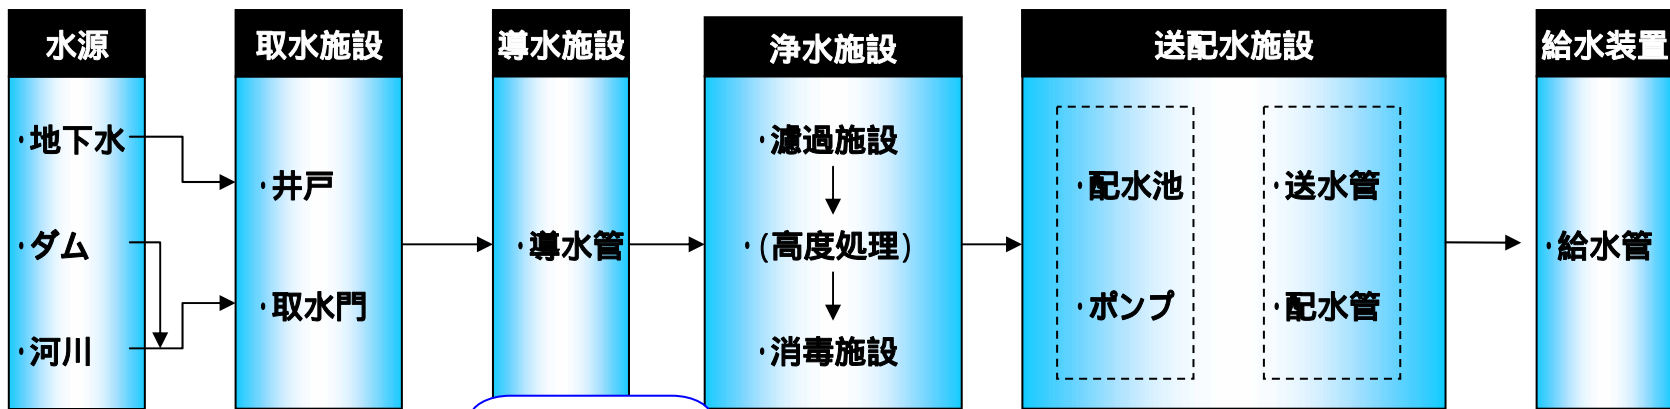 水源
・地下水
・ダム
・河川
取水施設
・井戸
・取水門
導水施設
・導水管
浄水施設
・濾過施設
・(高度処理)
・消毒施設
送配水施設
・配水池
・ポンプ
・送水管
・配水管
給水装置
・給水管